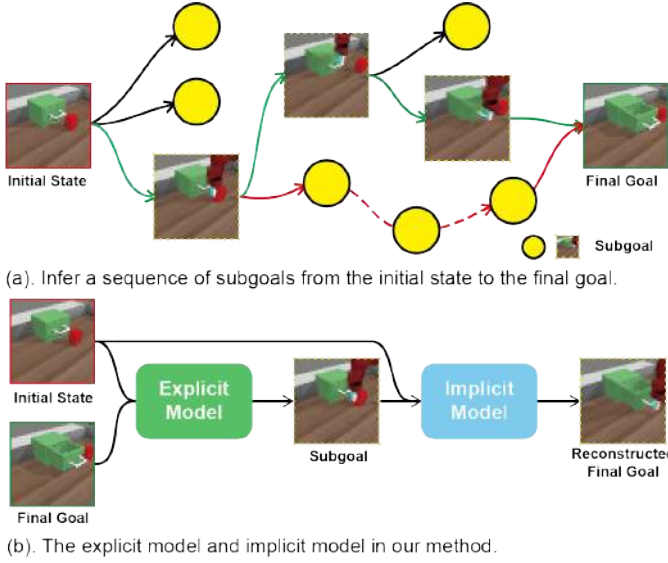 Initial State
Final Goal
Subgoal
(a). Infer a sequence of subgoals from the initial state to the final goal.
Initial State
Explicit
Model
Subgoal
Implicit
Model
Reconstructed
Final Goal
Final Goal
(b). The explicit model and implicit model in our method.